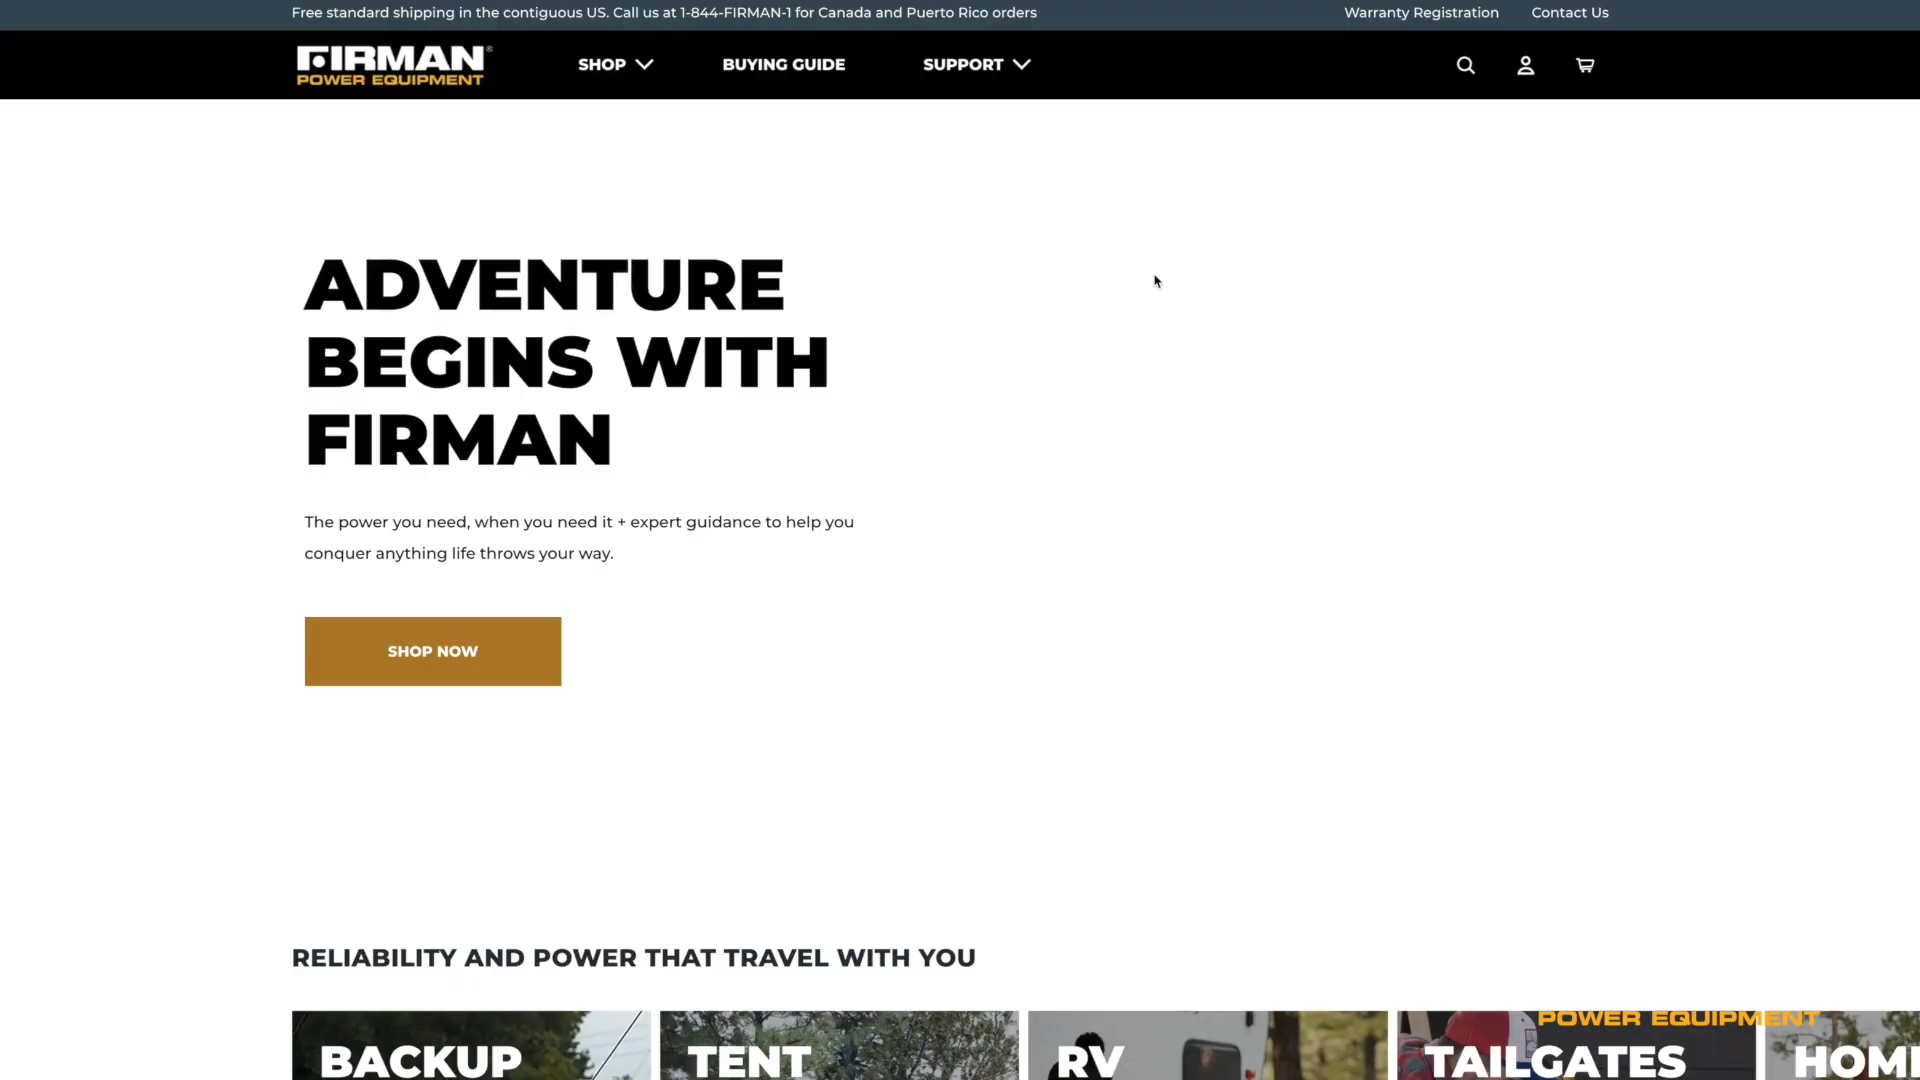 Free standard shipping in the contiguous US. Call us at 1-844-FIRMAN-1 for Canada and Puerto Rico orders
Warranty Registration
Contact Us
FIRMAN®
POWER EQUIPMENT
SHOP
BUYING GUIDE
SUPPORT
ADVENTURE
BEGINS WITH
FIRMAN
The power you need, when you need it + expert guidance to help you
conquer anything life throws your way.
SHOP NOW
RELIABILITY AND POWER THAT TRAVEL WITH YOU
POWER EQUIPMENT
BACKUP
TENT
RV
TAILGATES
HOM